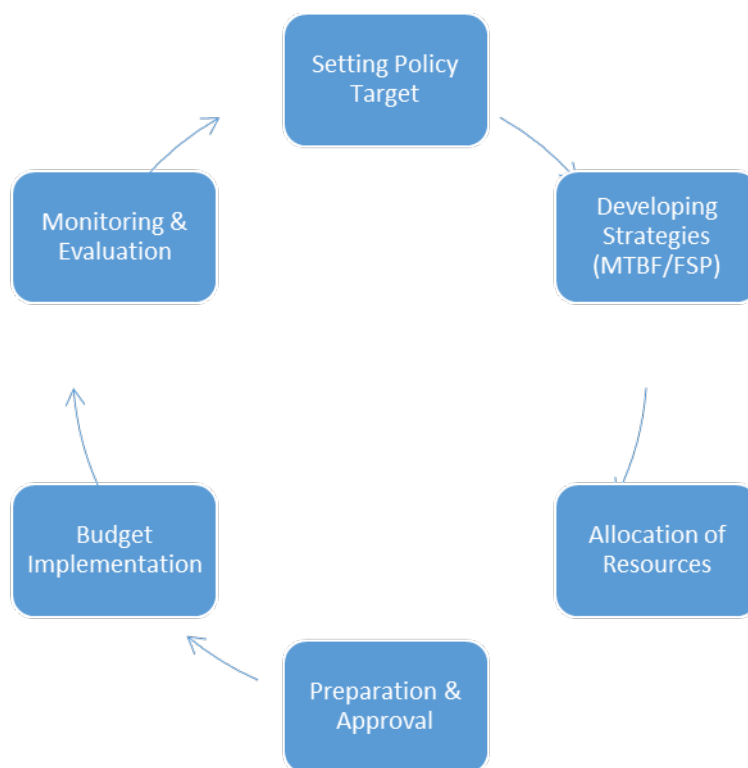 Setting Policy
Target
Developing
Strategies
(MTBF/FSP)
Allocation of
Resources
Preparation &
Approval
Budget
Implementation
Monitoring &
Evaluation